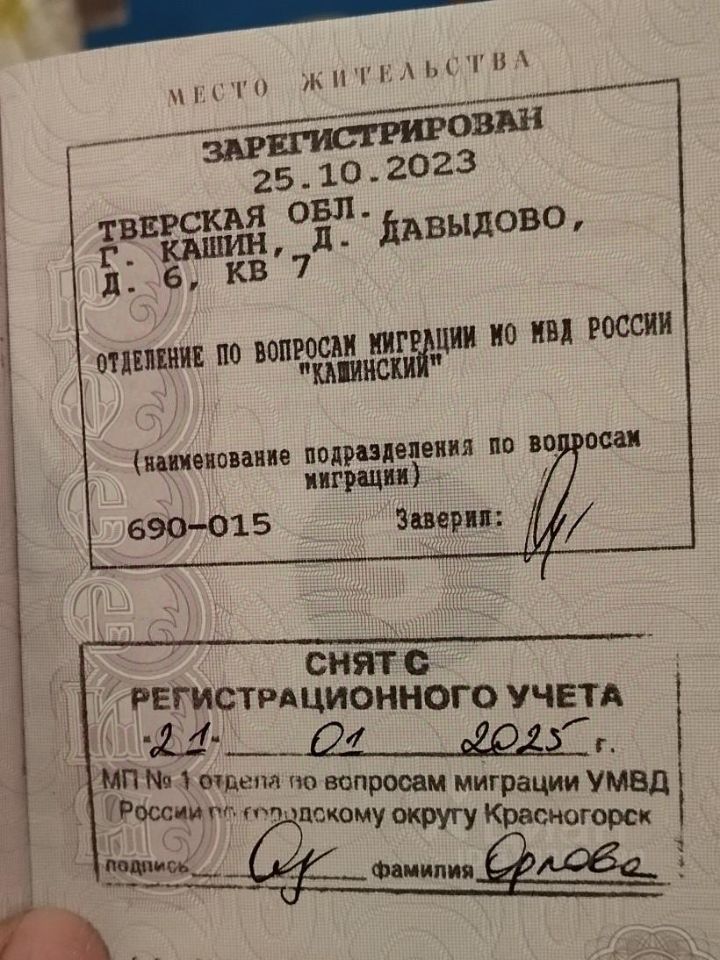 МЕСТО ЖИТЕЛЬСТВА
ЗАРЕГИСТРИРОВАН
25.10.2023
ТВЕРСКАЯ ОБЛ.,
Г. КАШИН, Д. ДАВЫДОВО,
Д. 6, КВ 7
ОТДЕЛЕНИЕ ПО ВОПРОСАМ МИГРАЦИИ МО МВД РОССИИ
"КАШИНСКИЙ"
(наименование подразделения по вопросам
миграции)
690-015 Заверил:
СНЯТ С
РЕГИСТРАЦИОННОГО УЧЕТА
"21" 01 2025 г.
МП № 1 отдела по вопросам миграции УМВД
России по городскому округу Красногорск
подпись фамилия Орлова